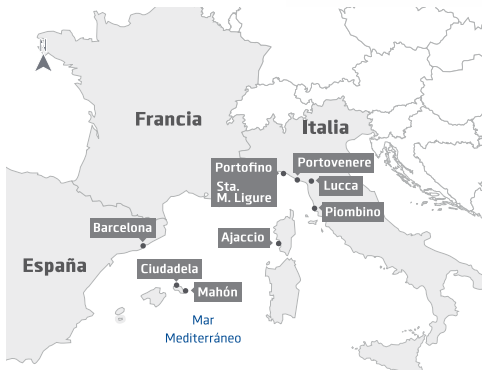 N
Francia
Italia
Portofino
Sta.
M. Ligure
Portovenere
Lucca
Piombino
Barcelona
Ajaccio
España
Ciudadela
Mahón
Mar
Mediterráneo